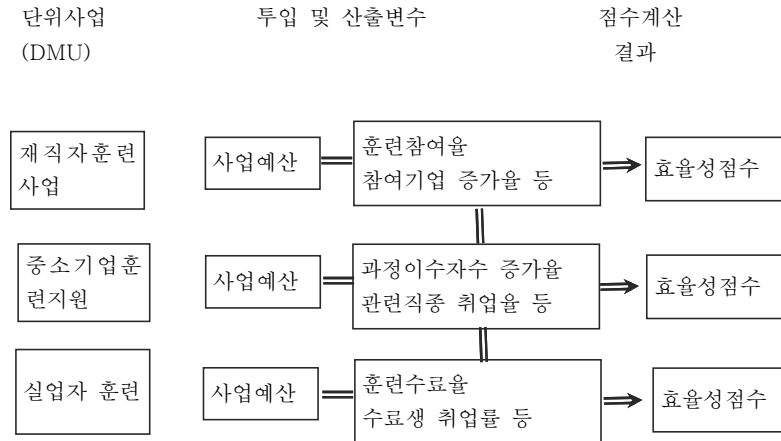 단위사업 투입 및 산출변수 점수계산
(DMU) 결과
재직자훈련
사업
사업예산
훈련참여율
참여기업 증가율 등
효율성점수
중소기업훈
련지원
사업예산
과정이수자수 증가율
관련직종 취업율 등
효율성점수
실업자 훈련
사업예산
훈련수료율
수료생 취업률 등
효율성점수